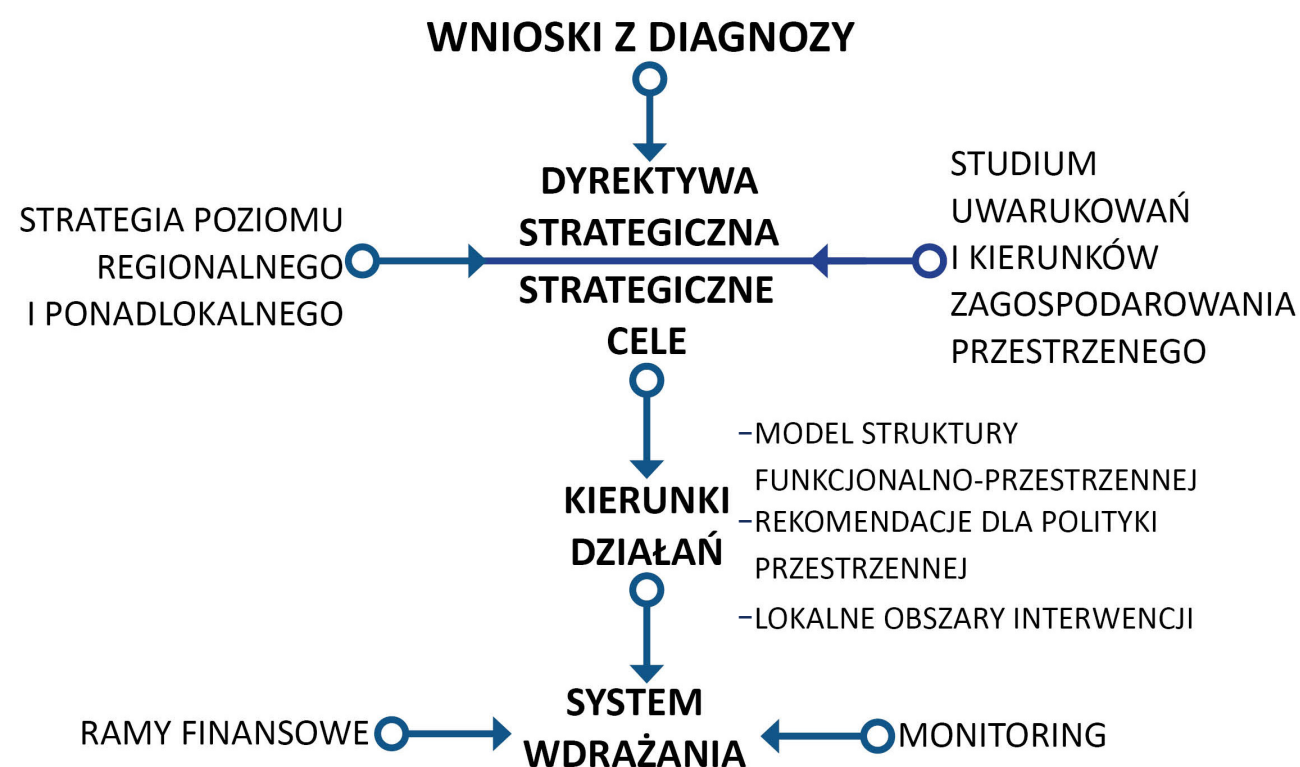 WNIOSKI Z DIAGNOZY
DYREKTYWA
STRATEGICZNA
STRATEGIA POZIOMU
REGIONALNEGO
I PONADLOKALNEGO
STUDIUM
UWARUKOWAŃ
I KIERUNKÓW
ZAGOSPODAROWANIA
PRZESTRZENEGO
STRATEGICZNE
CELE
KIERUNKI
DZIAŁAŃ
–MODEL STRUKTURY
FUNKCJONALNO-PRZESTRZENNEJ
–REKOMENDACJE DLA POLITYKI
PRZESTRZENNEJ
–LOKALNE OBSZARY INTERWENCJI
SYSTEM
WDRAŻANIA
RAMY FINANSOWE
MONITORING